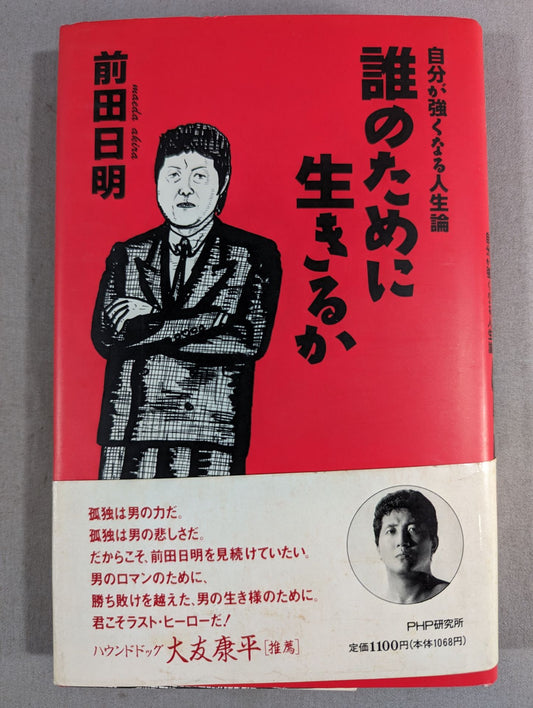 自分が強くなる人生論
誰のために
生きるか
前田日明
maeda akira
孤独は男の力だ。
孤独は男の悲しさだ。
だからこそ、前田日明を見続けていたい。
男のロマンのために、
勝ち敗けを越えた、男の生き様のために。
君こそラスト・ヒーローだ!
ハウンドドッグ 大友康平[推薦]
PHP研究所
定価1100円(本体1068円)